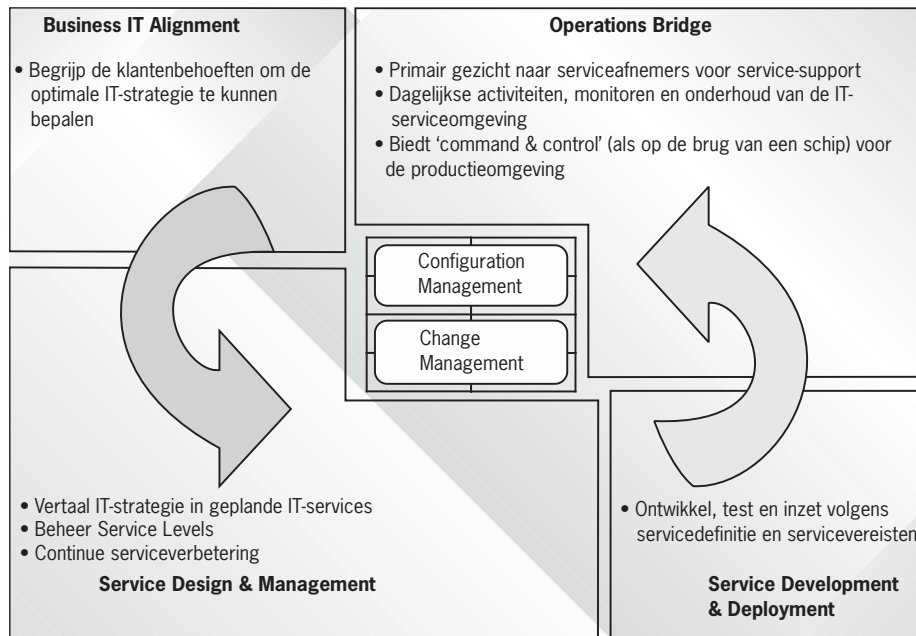 Business IT Alignment
• Begrijp de klantenbehoeften om de
optimale IT-strategie te kunnen
bepalen
Operations Bridge
• Primair gezicht naar serviceafnemers voor service-support
• Dagelijkse activiteiten, monitoren en onderhoud van de IT-
serviceomgeving
• Biedt ‘command & control’ (als op de brug van een schip) voor
de productieomgeving
Configuration
Management
Change
Management
• Vertaal IT-strategie in geplande IT-services
• Beheer Service Levels
• Continue serviceverbetering
Service Design & Management
• Ontwikkel, test en inzet volgens
servicedefinitie en servicevereisten
Service Development
& Deployment